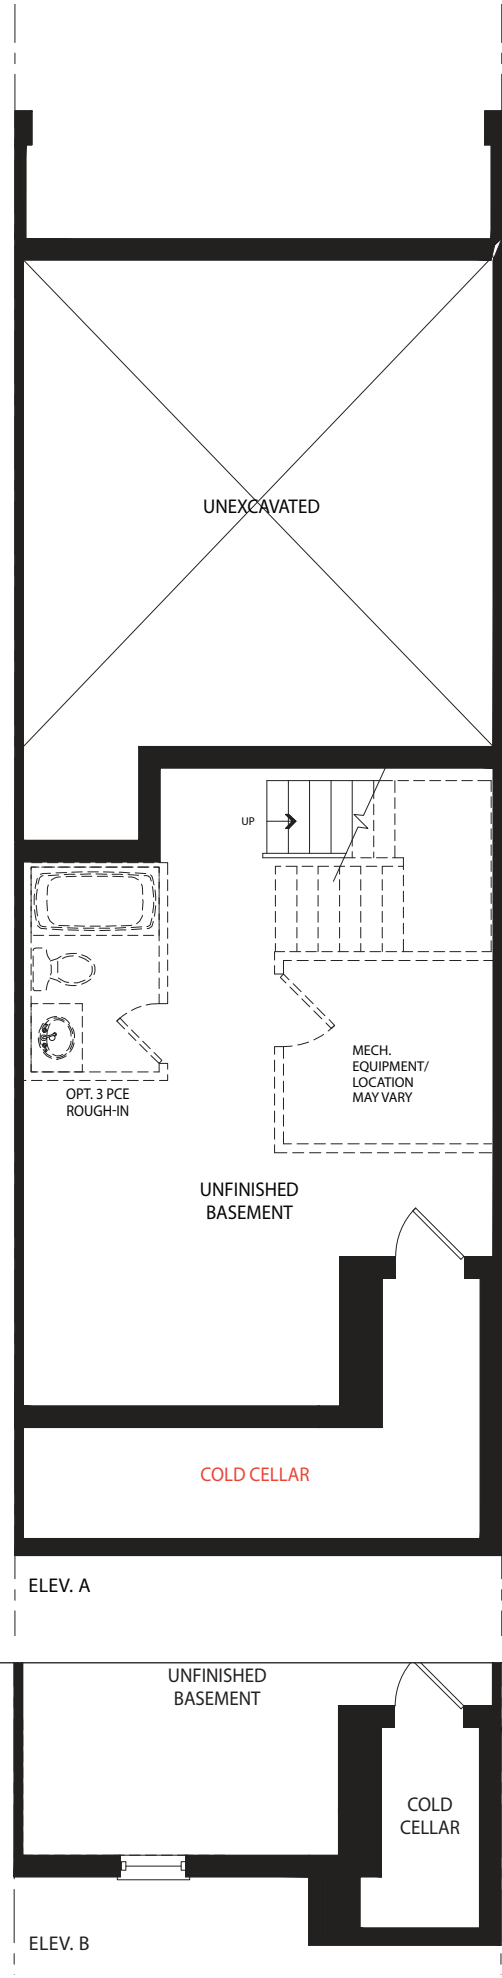 UNEXCAVATED
UP
MECH.
EQUIPMENT/
LOCATION
MAY VARY
OPT. 3 PCE
ROUGH-IN
UNFINISHED
BASEMENT
COLD CELLAR
ELEV. A
UNFINISHED
BASEMENT
COLD
CELLAR
ELEV. B